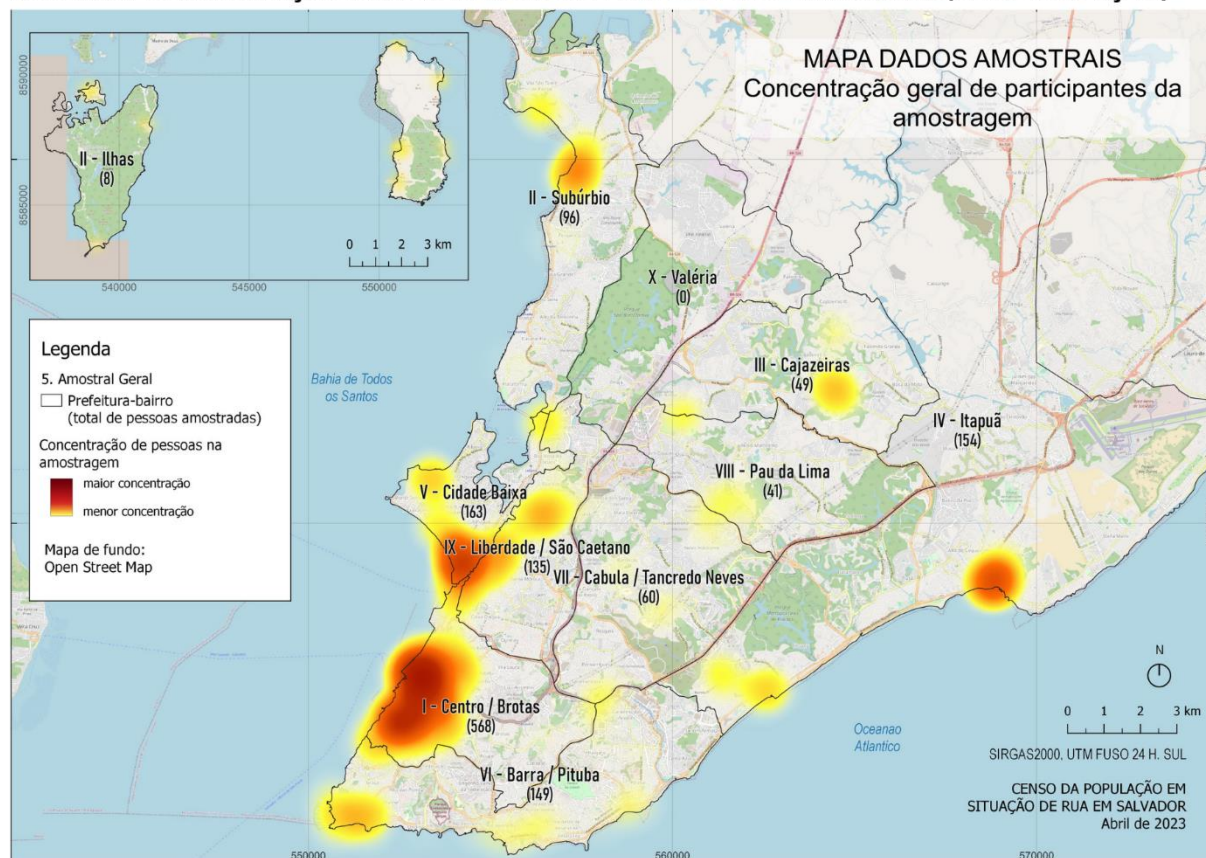 MAPA DADOS AMOSTRAIS
Concentração geral de participantes da
amostragem
8590000
8585000
II - Ilhas
(8)
0 1 2 3 km
540000
545000
550000
II - Subúrbio
(96)
X - Valéria
(0)
III - Cajazeiras
(49)
IV - Itapuã
(154)
VIII - Pau da Lima
(41)
V - Cidade Baixa
(163)
IX - Liberdade / São Caetano
(135)
VII - Cabula / Tancredo Neves
(60)
I - Centro / Brotas
(568)
VI - Barra / Pituba
(149)
Legenda
5. Amostral Geral
Prefeitura-bairro
(total de pessoas amostradas)
Concentração de pessoas na
amostragem
maior concentração
menor concentração
Mapa de fundo:
Open Street Map
Bahia de Todos
os Santos
Oceanao
Atlantico
N
0 1 2 3 km
SIRGAS2000, UTM FUSO 24 H. SUL
CENSO DA POPULAÇÃO EM
SITUAÇÃO DE RUA EM SALVADOR
Abril de 2023
550000
560000
570000